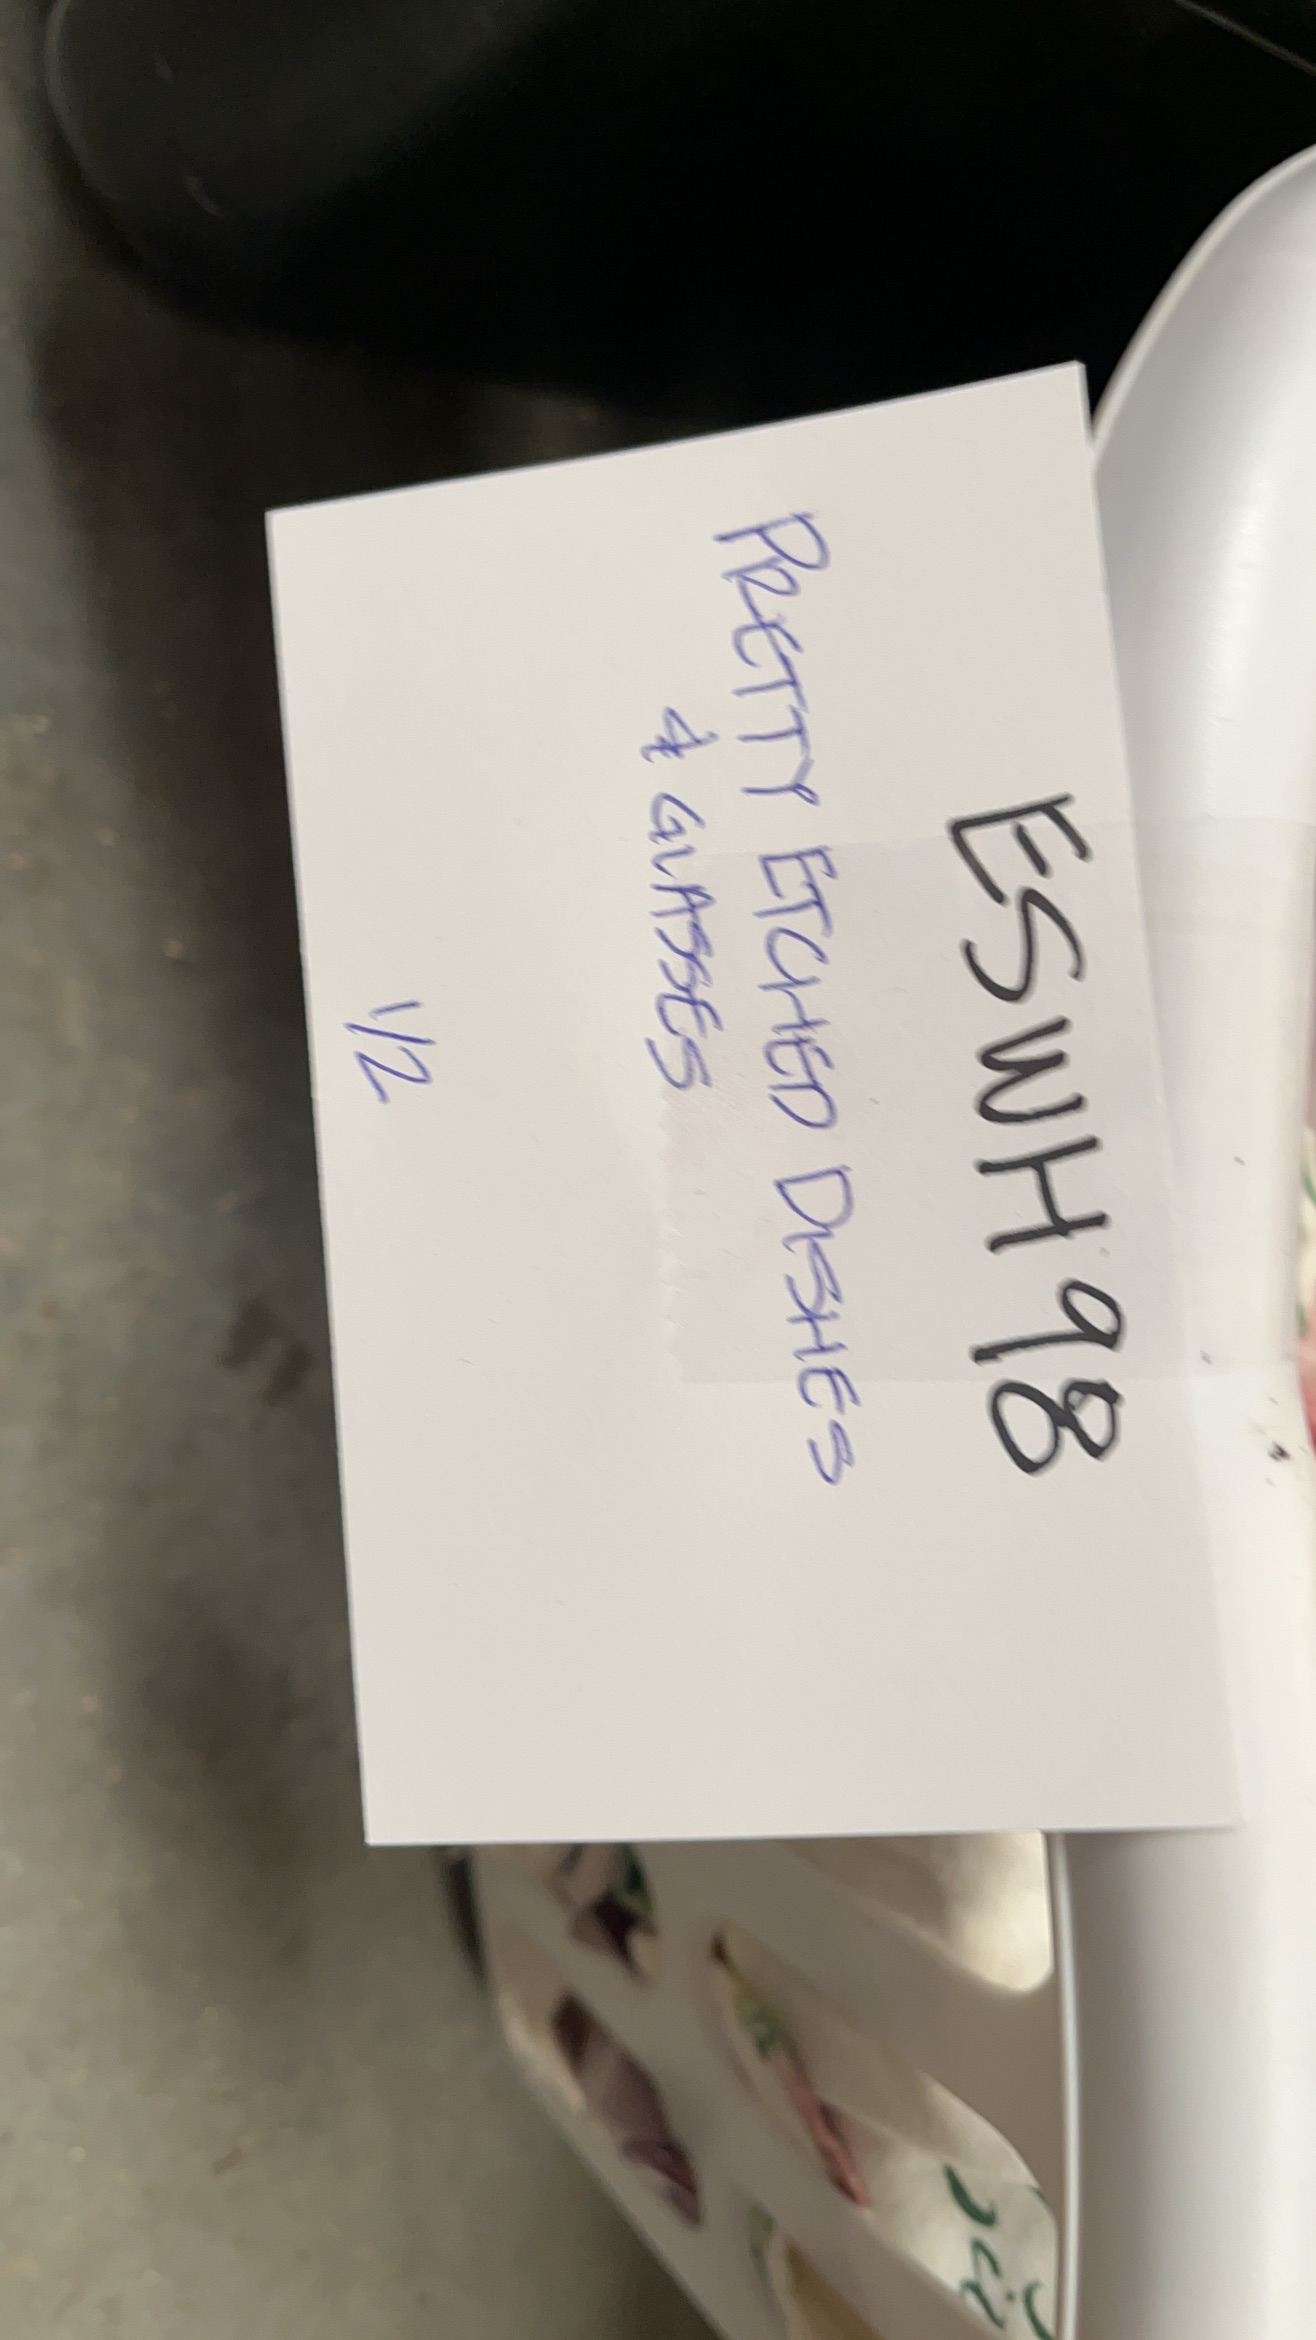 ESWH98
PRETTY ETCHED DISHES
& GLASSES
1/2